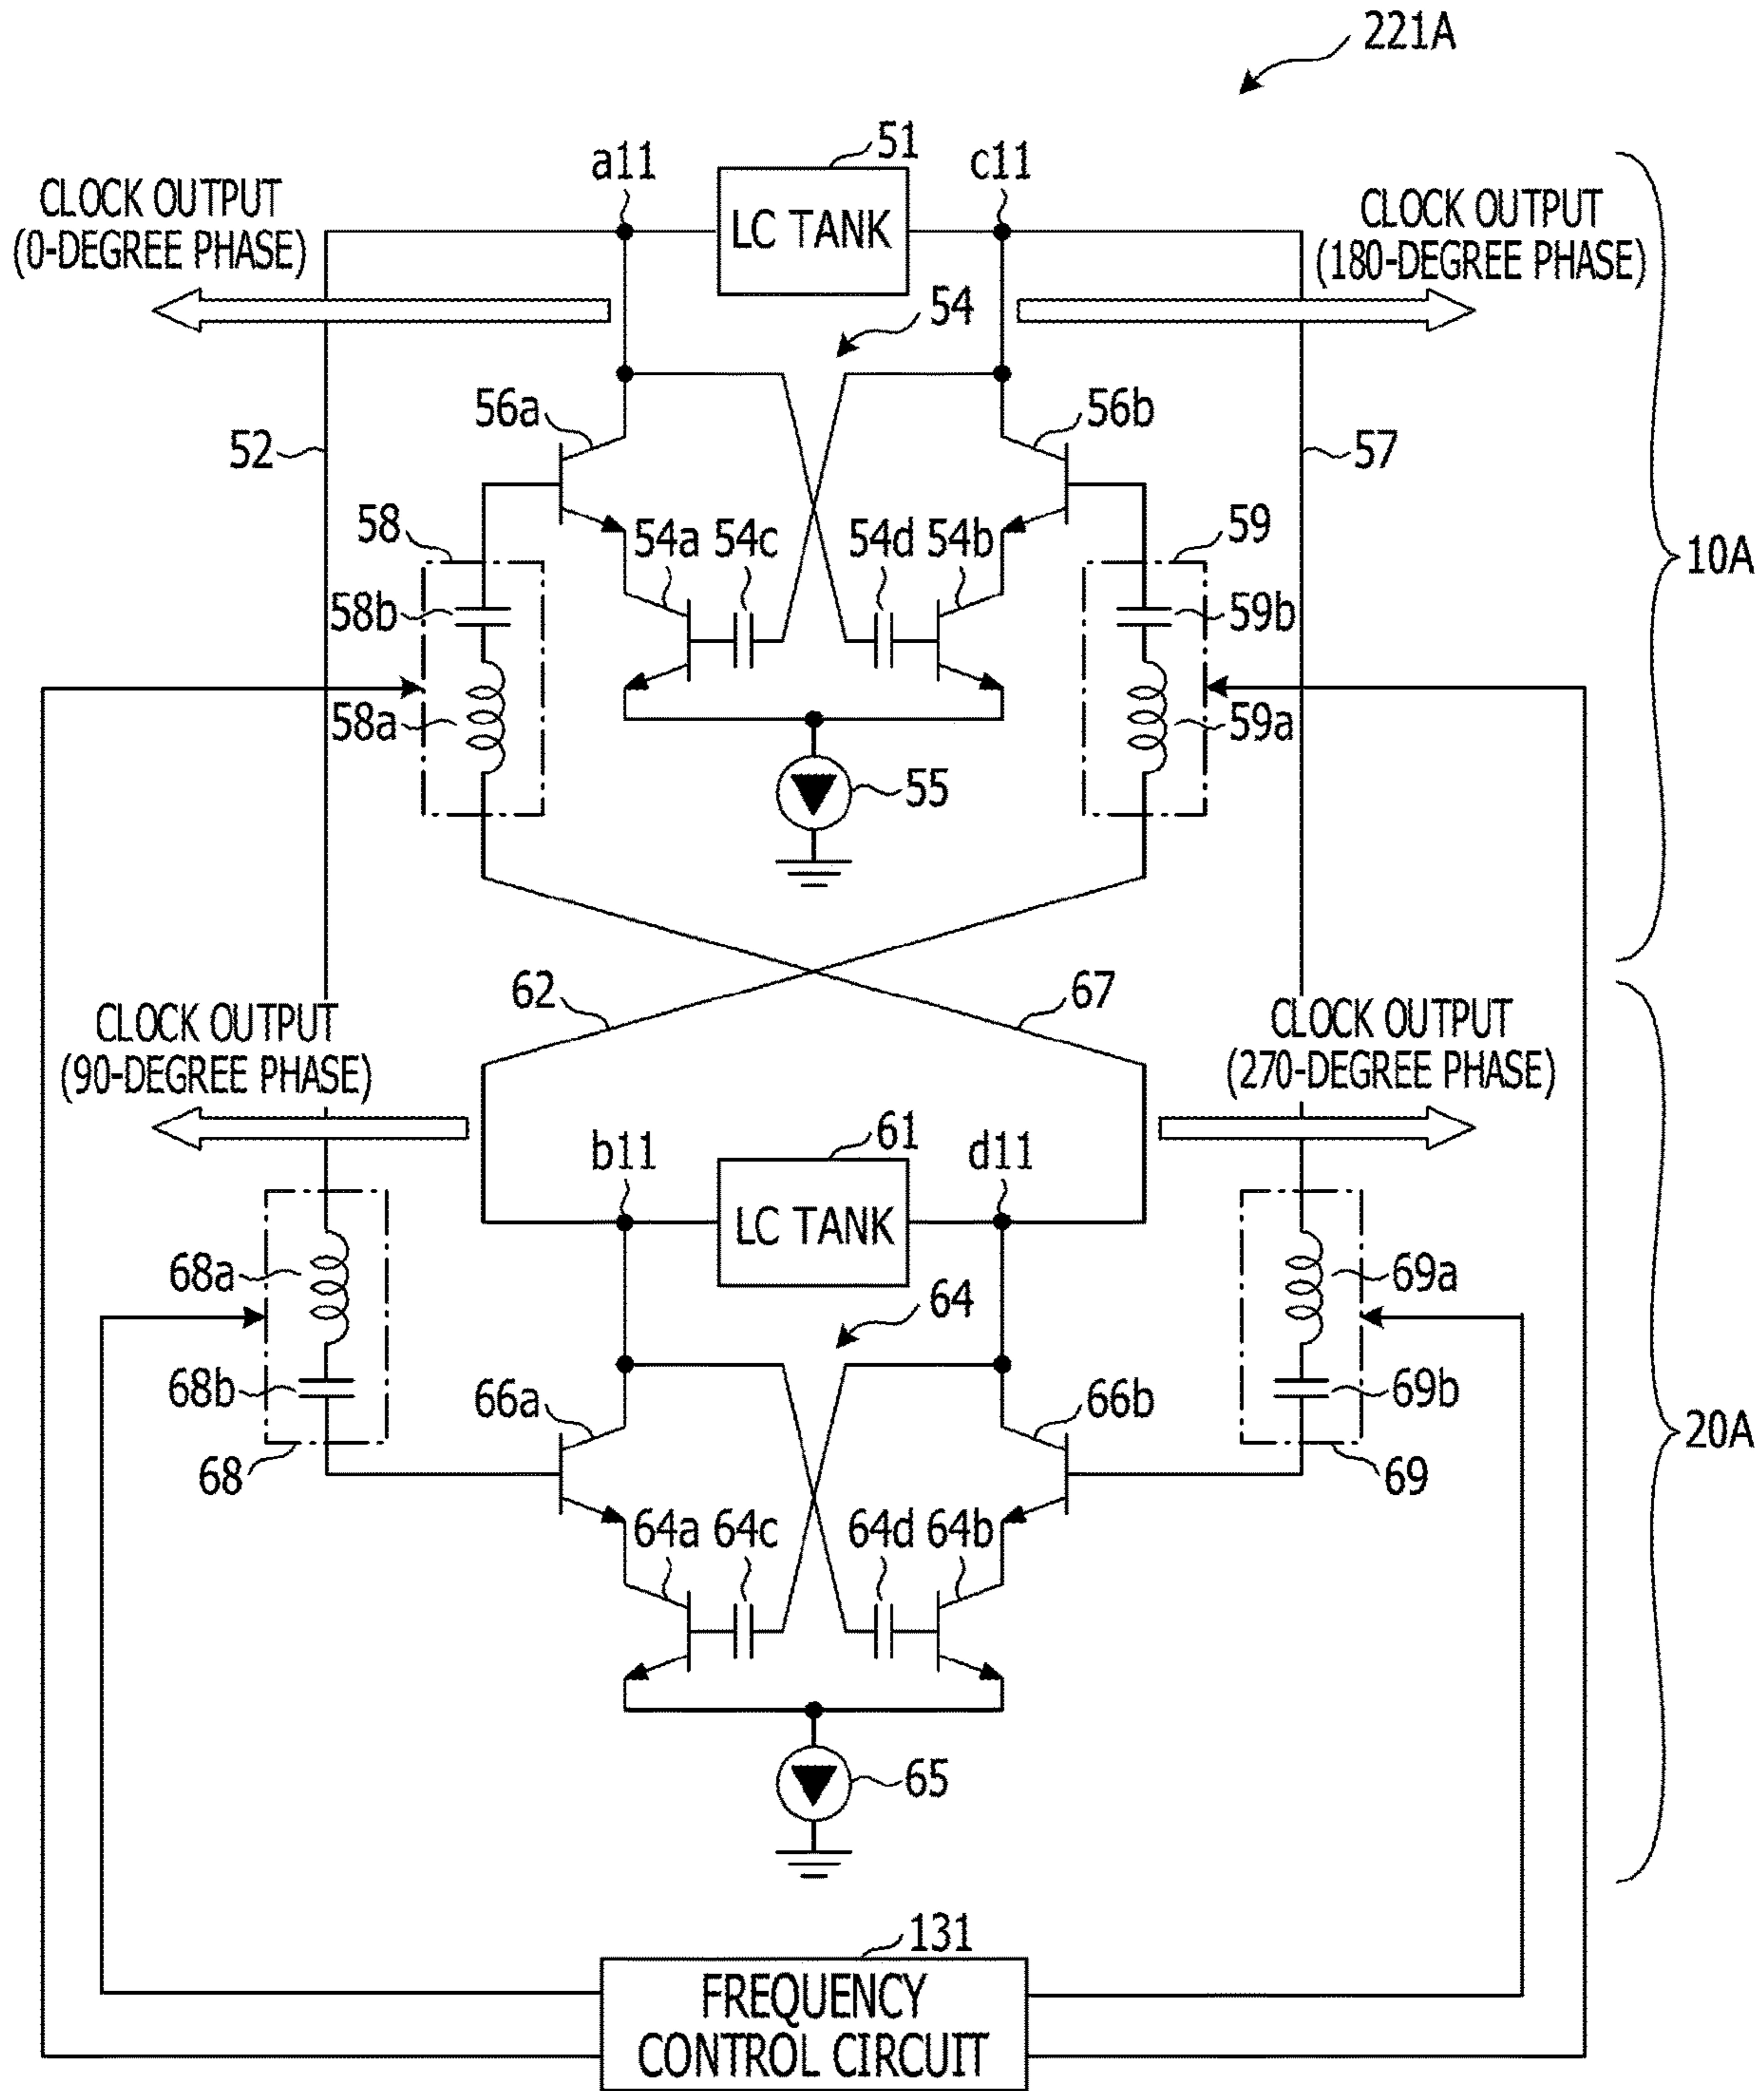 221A
51
a11
c11
CLOCK OUTPUT
(0-DEGREE PHASE)
LC TANK
CLOCK OUTPUT
(180-DEGREE PHASE)
54
56a
56b
52
57
58
54a
54c
54d
54b
59
10A
58b
59b
58a
59a
55
62
67
CLOCK OUTPUT
(90-DEGREE PHASE)
CLOCK OUTPUT
(270-DEGREE PHASE)
61
b11
d11
LC TANK
68a
69a
64
68b
66a
66b
69b
20A
68
69
64a
64c
64d
64b
65
131
FREQUENCY
CONTROL CIRCUIT